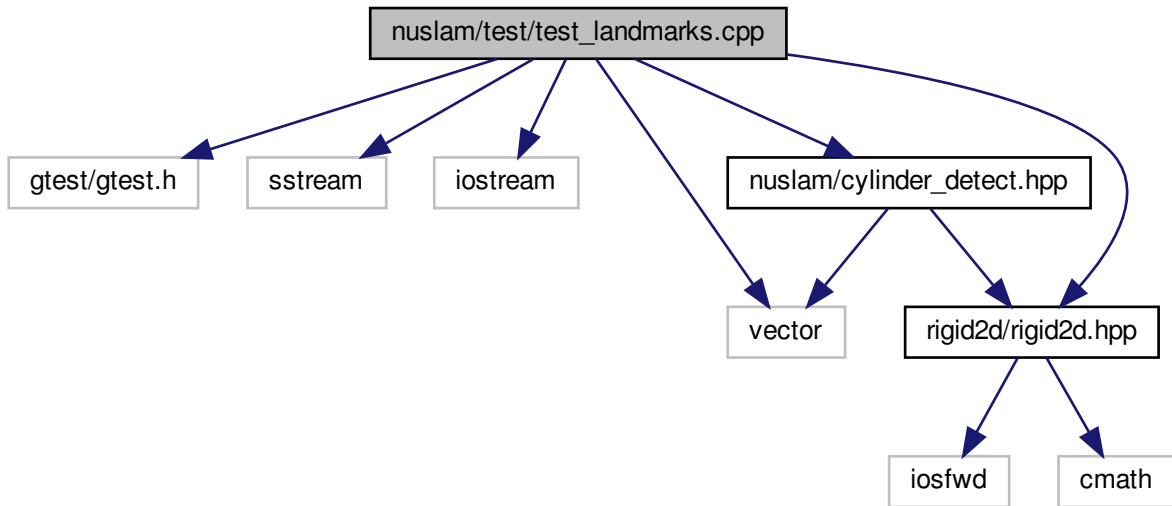 nuslam/test/test_landmarks.cpp
gtest/gtest.h
sstream
iostream
nuslam/cylinder_detect.hpp
vector
rigid2d/rigid2d.hpp
iosfwd
cmath